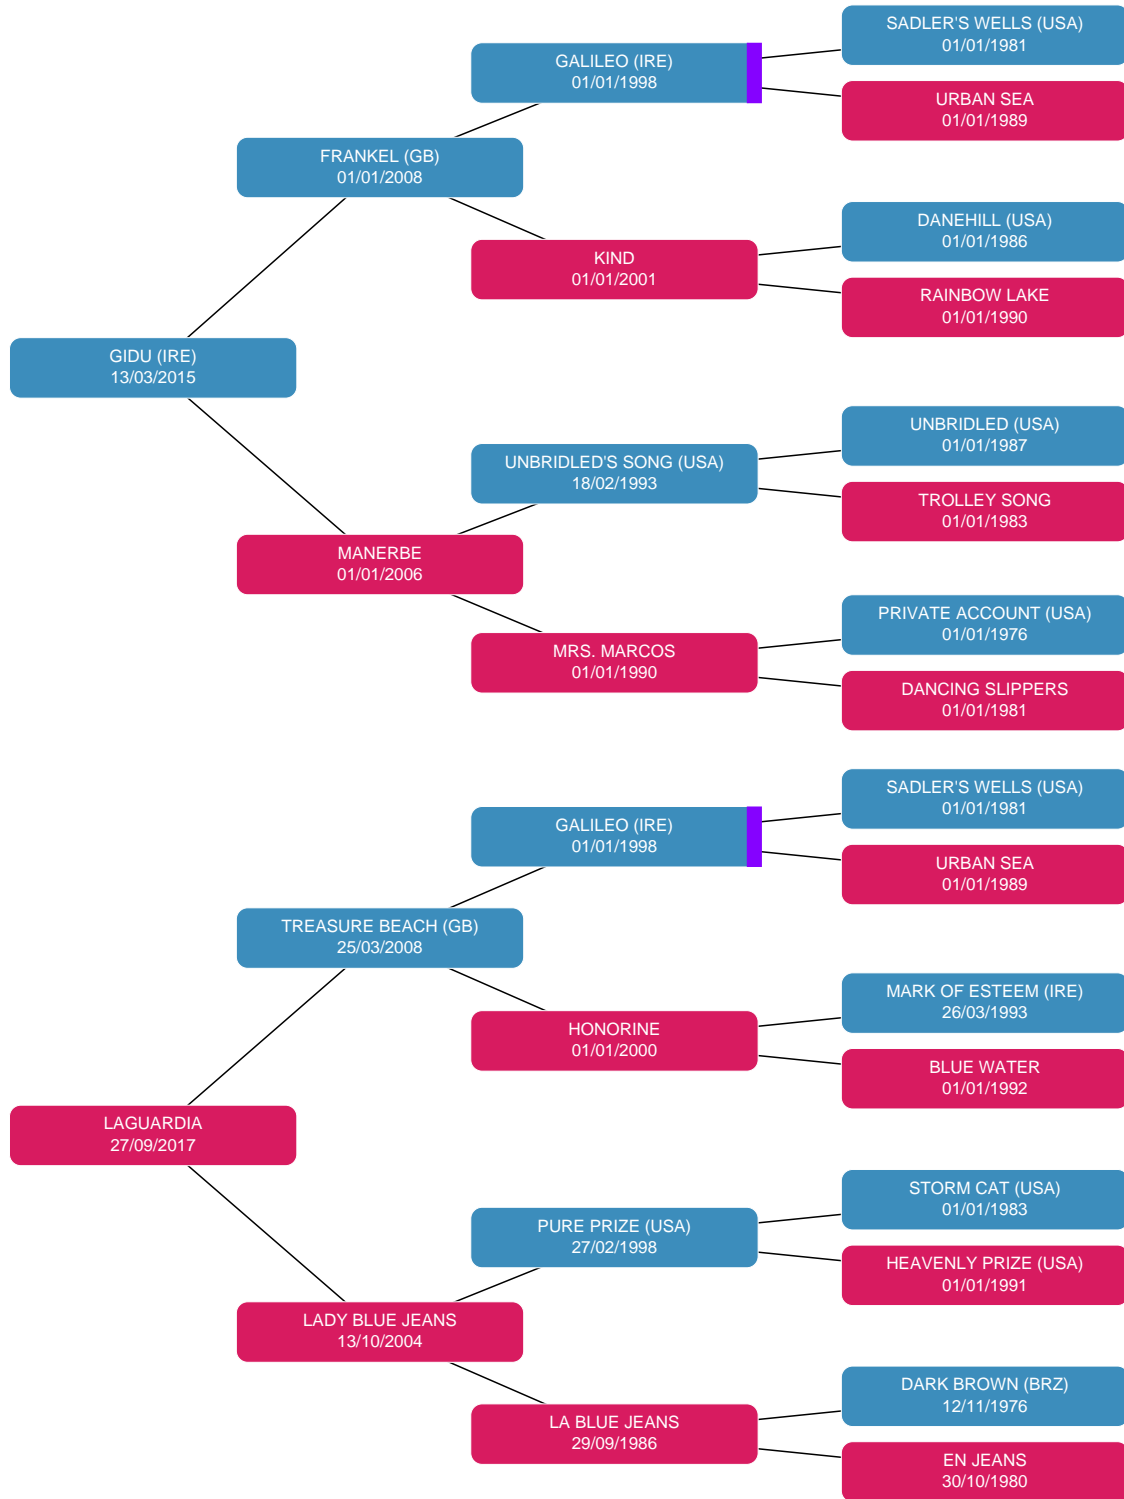 SADLER'S WELLS (USA)
01/01/1981
GALILEO (IRE)
01/01/1998
URBAN SEA
01/01/1989
FRANKEL (GB)
01/01/2008
DANEHILL (USA)
01/01/1986
KIND
01/01/2001
RAINBOW LAKE
01/01/1990
GIDU (IRE)
13/03/2015
UNBRIDLED (USA)
01/01/1987
UNBRIDLED'S SONG (USA)
18/02/1993
TROLLEY SONG
01/01/1983
MANERBE
01/01/2006
PRIVATE ACCOUNT (USA)
01/01/1976
MRS. MARCOS
01/01/1990
DANCING SLIPPERS
01/01/1981
SADLER'S WELLS (USA)
01/01/1981
GALILEO (IRE)
01/01/1998
URBAN SEA
01/01/1989
TREASURE BEACH (GB)
25/03/2008
MARK OF ESTEEM (IRE)
26/03/1993
HONORINE
01/01/2000
BLUE WATER
01/01/1992
LAGUARDIA
27/09/2017
STORM CAT (USA)
01/01/1983
PURE PRIZE (USA)
27/02/1998
HEAVENLY PRIZE (USA)
01/01/1991
LADY BLUE JEANS
13/10/2004
DARK BROWN (BRZ)
12/11/1976
LA BLUE JEANS
29/09/1986
EN JEANS
30/10/1980